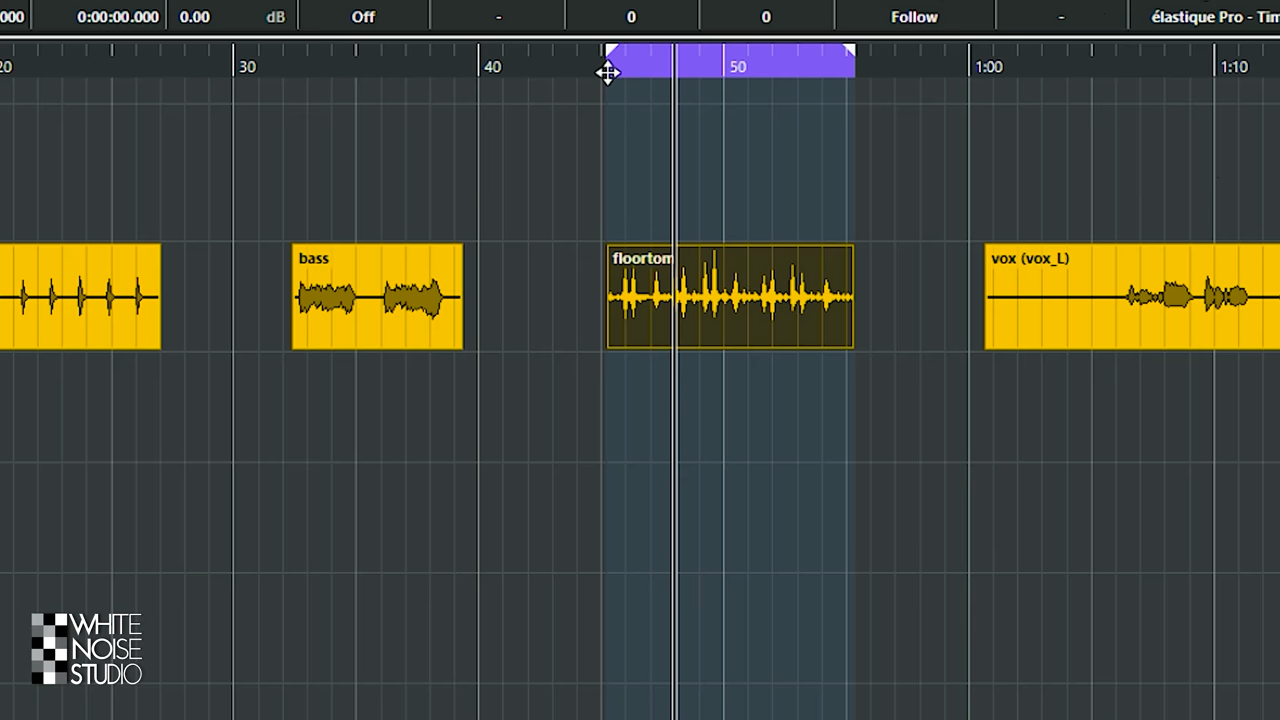 000 0:00:00.000 0.00 dB Off - 0 0 Follow - élastique Pro - Tim
20 30 40 50 1:00 1:10
bass floortom vox (vox_L)
WHITE
NOISE
STUDIO